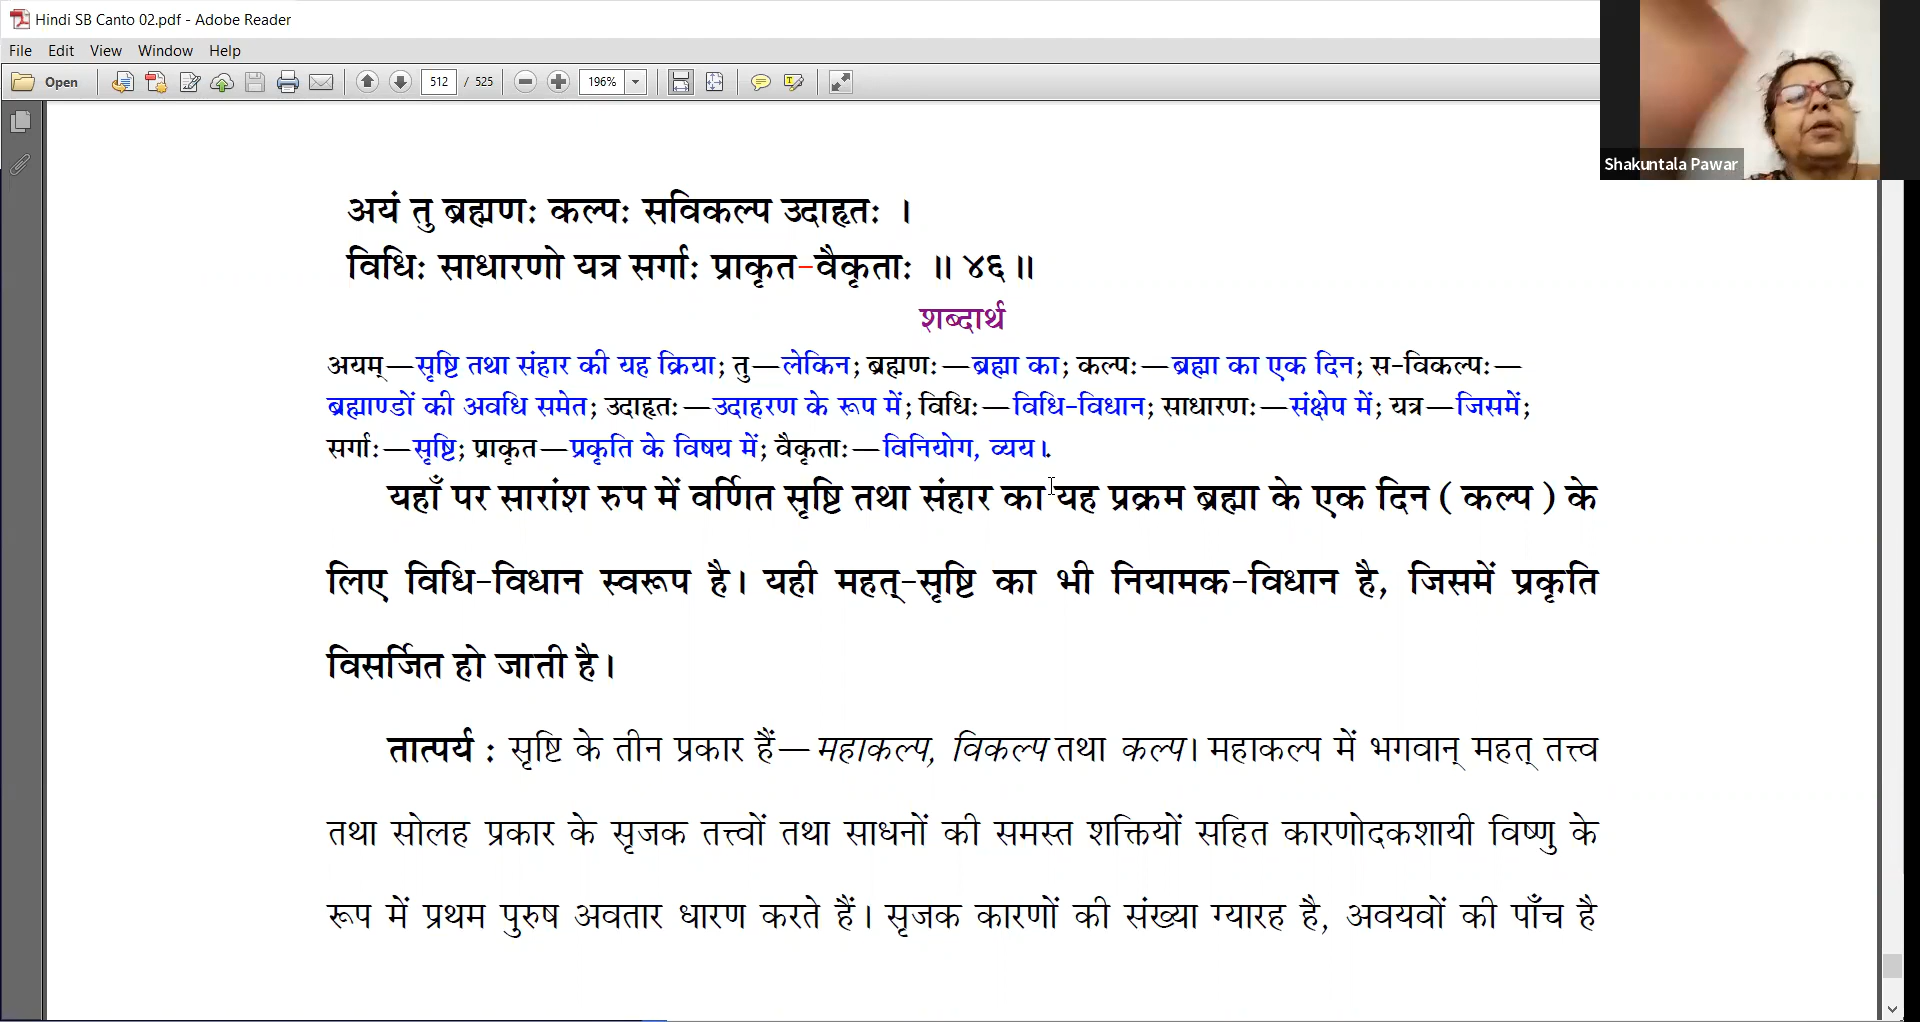 Hindi SB Canto 02.pdf - Adobe Reader
File Edit View Window Help
Open 512 / 525 196%
Shakuntala Pawar
अयं तु ब्रह्मणः कल्पः सविकल्प उदाहृतः ।
विधिः साधारणो यत्र सर्गाः प्राकृत-वैकृताः ॥ ४६॥
शब्दार्थ
अयम्—सृष्टि तथा संहार की यह क्रिया; तु—लेकिन; ब्रह्मणः—ब्रह्मा का; कल्पः—ब्रह्मा का एक दिन; स-विकल्पः—
ब्रह्माण्डों की अवधि समेत; उदाहृतः—उदाहरण के रूप में; विधिः—विधि-विधान; साधारणः—संक्षेप में; यत्र—जिसमें;
सर्गाः—सृष्टि; प्राकृत—प्रकृति के विषय में; वैकृताः—विनियोग, व्यय।.
यहाँ पर सारांश रुप में वर्णित सृष्टि तथा संहार का यह प्रक्रम ब्रह्मा के एक दिन ( कल्प ) के
लिए विधि-विधान स्वरूप है। यही महत्-सृष्टि का भी नियामक-विधान है, जिसमें प्रकृति
विसर्जित हो जाती है।
तात्पर्य : सृष्टि के तीन प्रकार हैं—महाकल्प, विकल्प तथा कल्प। महाकल्प में भगवान् महत् तत्त्व
तथा सोलह प्रकार के सृजक तत्त्वों तथा साधनों की समस्त शक्तियों सहित कारणोदकशायी विष्णु के
रूप में प्रथम पुरुष अवतार धारण करते हैं। सृजक कारणों की संख्या ग्यारह है, अवयवों की पाँच है